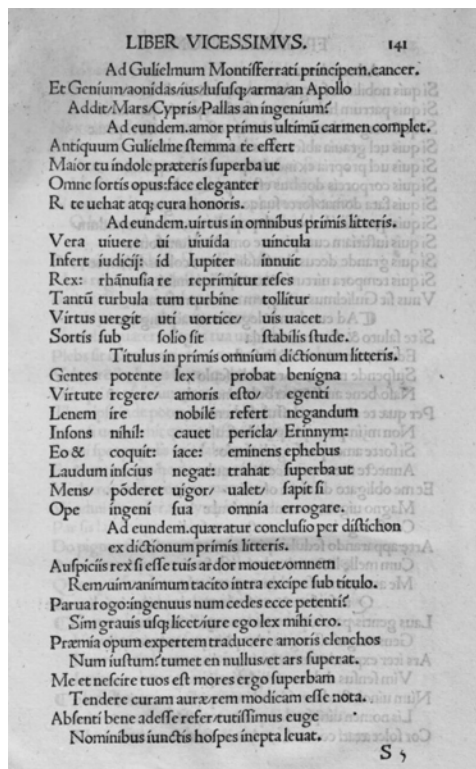 LIBER VICESSIMVS. 141
Ad Gulielmum Montisferrati principem.cancer.
Et Genium/aonidas/ius/lusufq;/arma/an Apollo
Addit/Mars/Cypris/Pallas an ingenium?
Ad eundem.amor primus ultimū carmen complet.
Antiquum Gulielme stemma te effert
Maior tu indole præteris superba ut
Omne fortis opus:face eleganter
R te uehat atq; cura honoris.
Ad eundem.uirtus in omnibus primis litteris.
Vera uiuere ui uiuida uincula
Infert iudicij: id Iupiter innuit
Rex: rhānusia re reprimitur reses
Tantū turbula tum turbine tollitur
Virtus uergit uti uortice/ uis uacet
Sortis sub solio sit stabilis stude.
Titulus in primis omnium dictionum litteris.
Gentes potente lex probat benigna
Virtute regere/ amoris esto/ egenti
Lenem ire nobilē refert negandum
Insons nihil: cauet pericla/ Erinnym:
Eo & coquit: iace: eminens ephebus
Laudum inscius negat: trahat superba ut
Mens/ pōderet uigor/ ualet/ sapit si
Ope ingeni sua omnia errogare.
Ad eundem.quæratur conclusio per distichon
ex dictionum primis litteris.
Auspiciis rex si esse tuis ardor mouet/omnem
Rem/uim/animum tacito intra excipe sub titulo.
Parua rogo:ingenuus num cedes ecce petenti?
Sim grauis usq; licet/iure ego lex mihi ero.
Præmia opum expertem traducere amoris elenchos
Num iustum?tumet en nullus/et ars superat.
Me et nescire tuos est mores ergo superbam
Tendere curam auræ rem modicam esse nota.
Absenti bene adesse refer/tutissimus euge
Nominibus iunctis hospes inepta leuat.
S 5